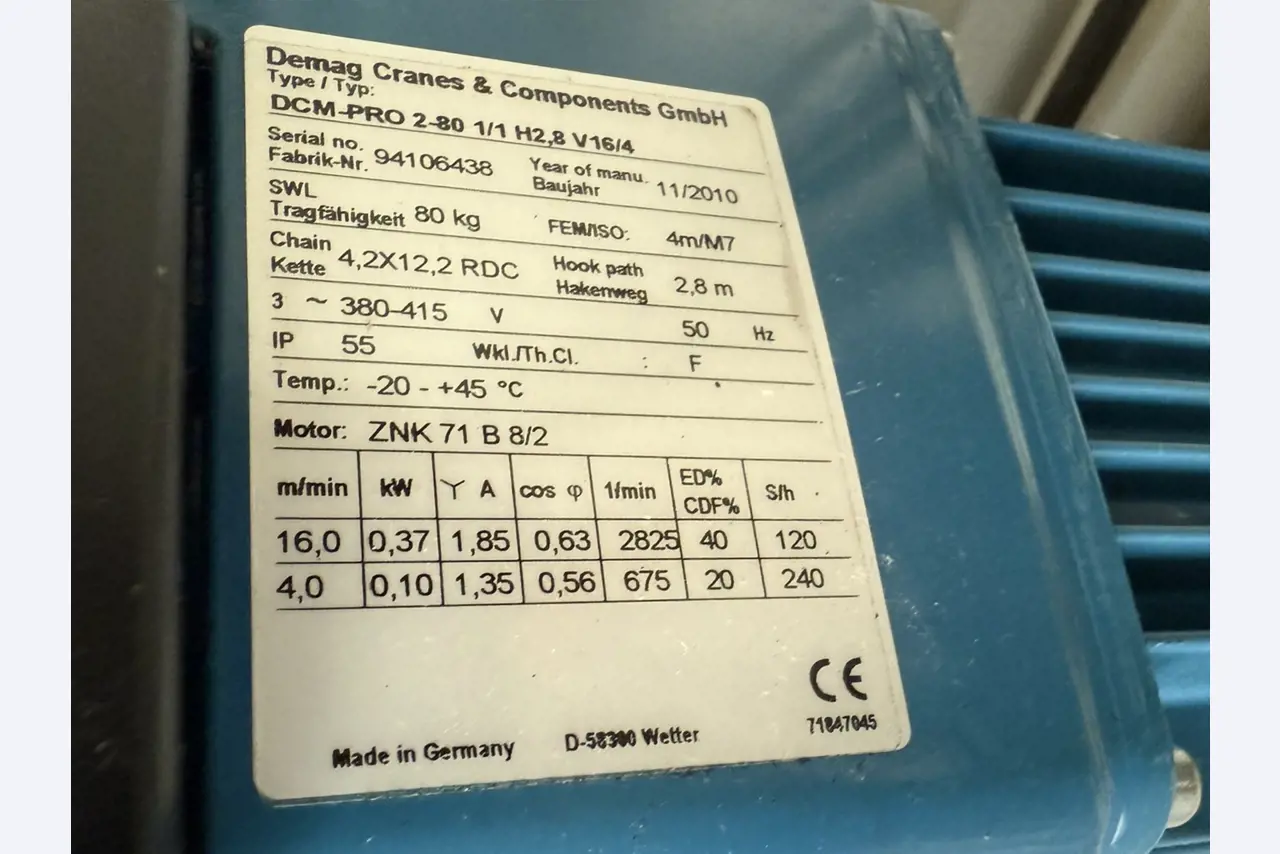 Demag Cranes & Components GmbH
Type / Typ:
DCM-PRO 2-80 1/1 H2,8 V16/4
Serial no. Year of manu.
Fabrik-Nr. 94106438 Baujahr 11/2010
SWL
Tragfähigkeit 80 kg FEM/ISO: 4m/M7
Chain Hook path
Kette 4,2X12,2 RDC Hakenweg 2,8 m
3 ~ 380-415 V 50 Hz
IP 55 Wkl./Th.Cl. : F
Temp.: -20 - +45 °C
Motor: ZNK 71 B 8/2
m/min kW Y A cos φ 1/min ED% CDF% S/h
16,0 0,37 1,85 0,63 2825 40 120
4,0 0,10 1,35 0,56 675 20 240
CE
71847045
Made in Germany D-58300 Wetter